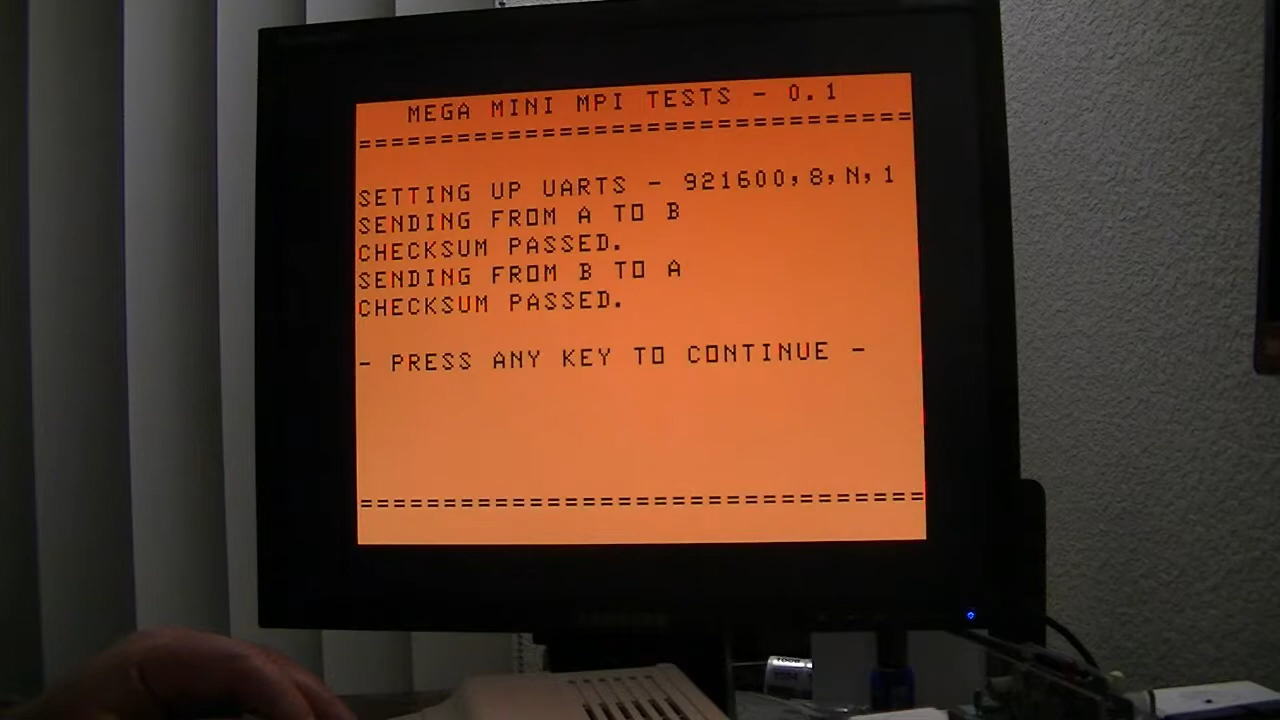 MEGA MINI MPI TESTS - 0.1
================================
SETTING UP UARTS - 921600,8,N,1
SENDING FROM A TO B
CHECKSUM PASSED.
SENDING FROM B TO A
CHECKSUM PASSED.
- PRESS ANY KEY TO CONTINUE -
================================